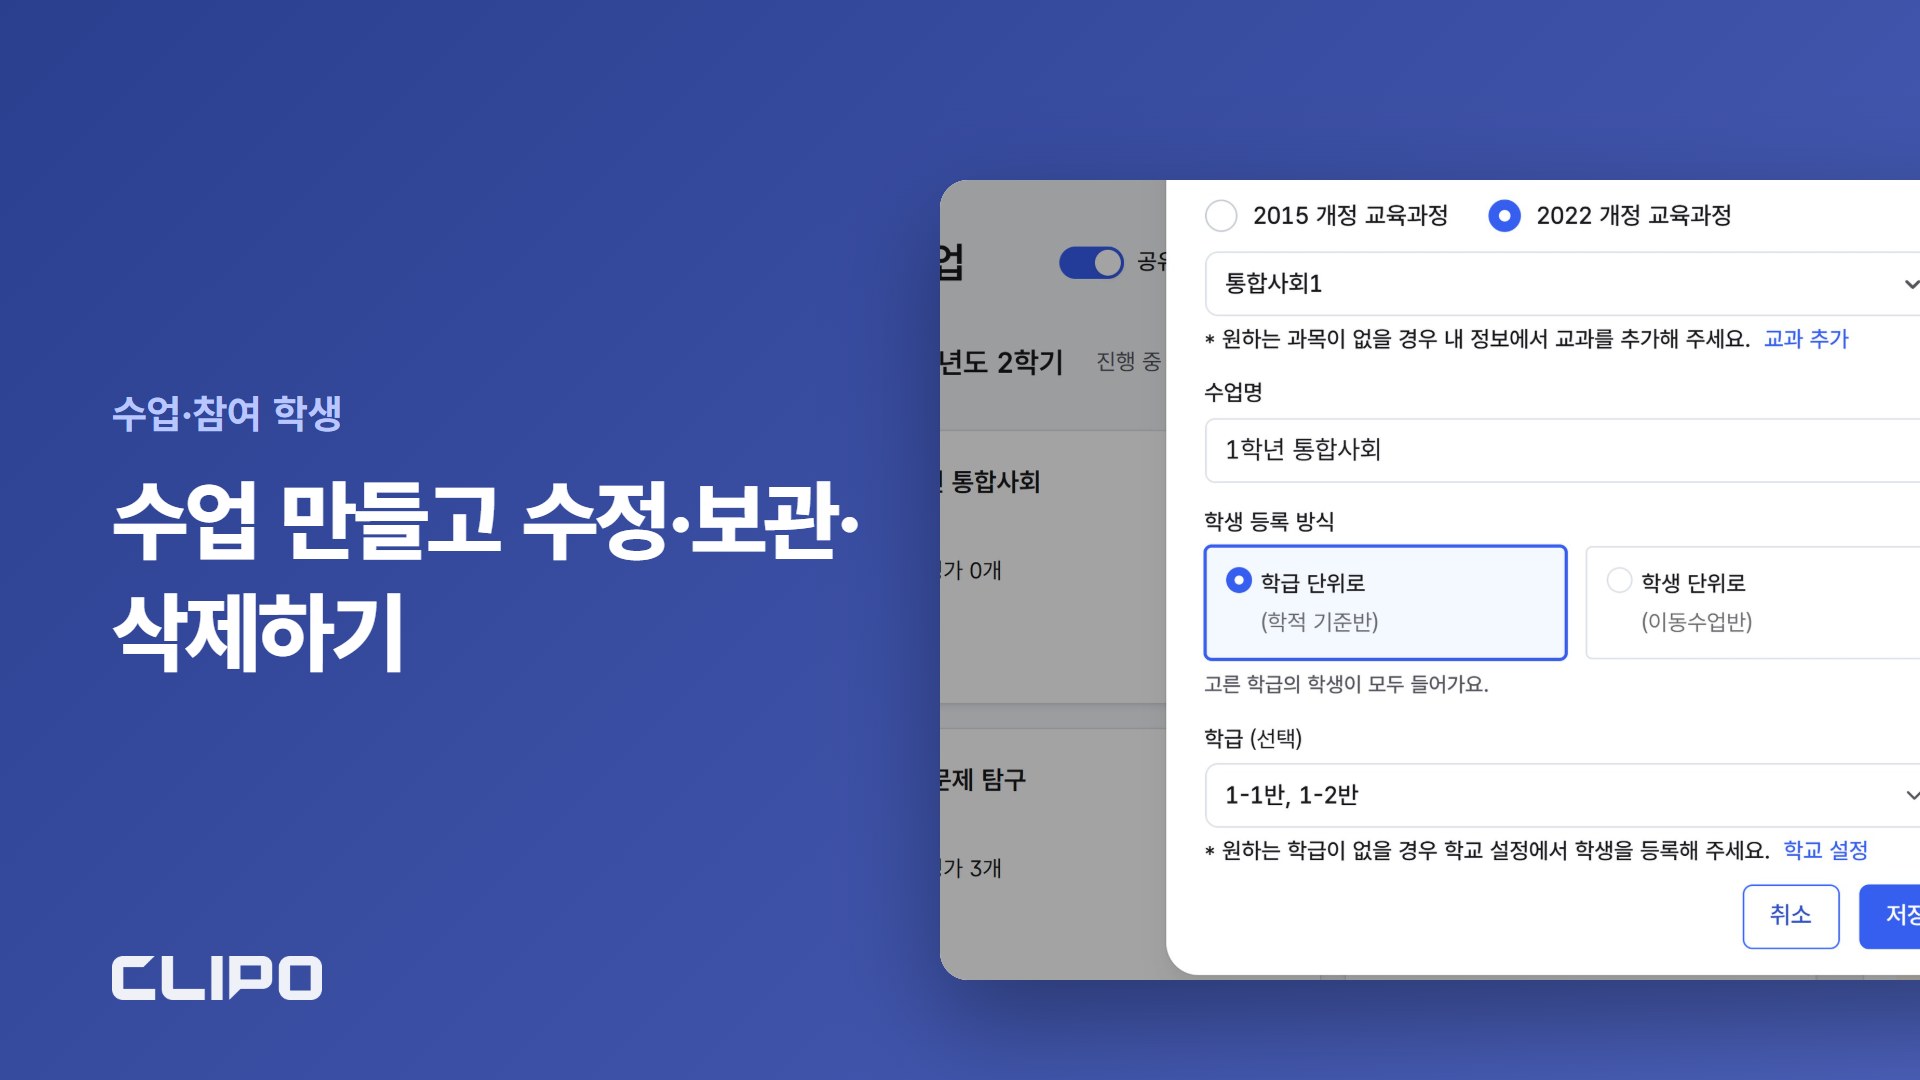 수업·참여 학생
수업 만들고 수정·보관·
삭제하기
CLIPO
업
공유
년도 2학기
진행 중
통합사회
가 0개
문제 탐구
가 3개
2015 개정 교육과정
2022 개정 교육과정
통합사회1
* 원하는 과목이 없을 경우 내 정보에서 교과를 추가해 주세요. 교과 추가
수업명
1학년 통합사회
학생 등록 방식
학급 단위로
(학적 기준반)
학생 단위로
(이동수업반)
고른 학급의 학생이 모두 들어가요.
학급 (선택)
1-1반, 1-2반
* 원하는 학급이 없을 경우 학교 설정에서 학생을 등록해 주세요. 학교 설정
취소
저장